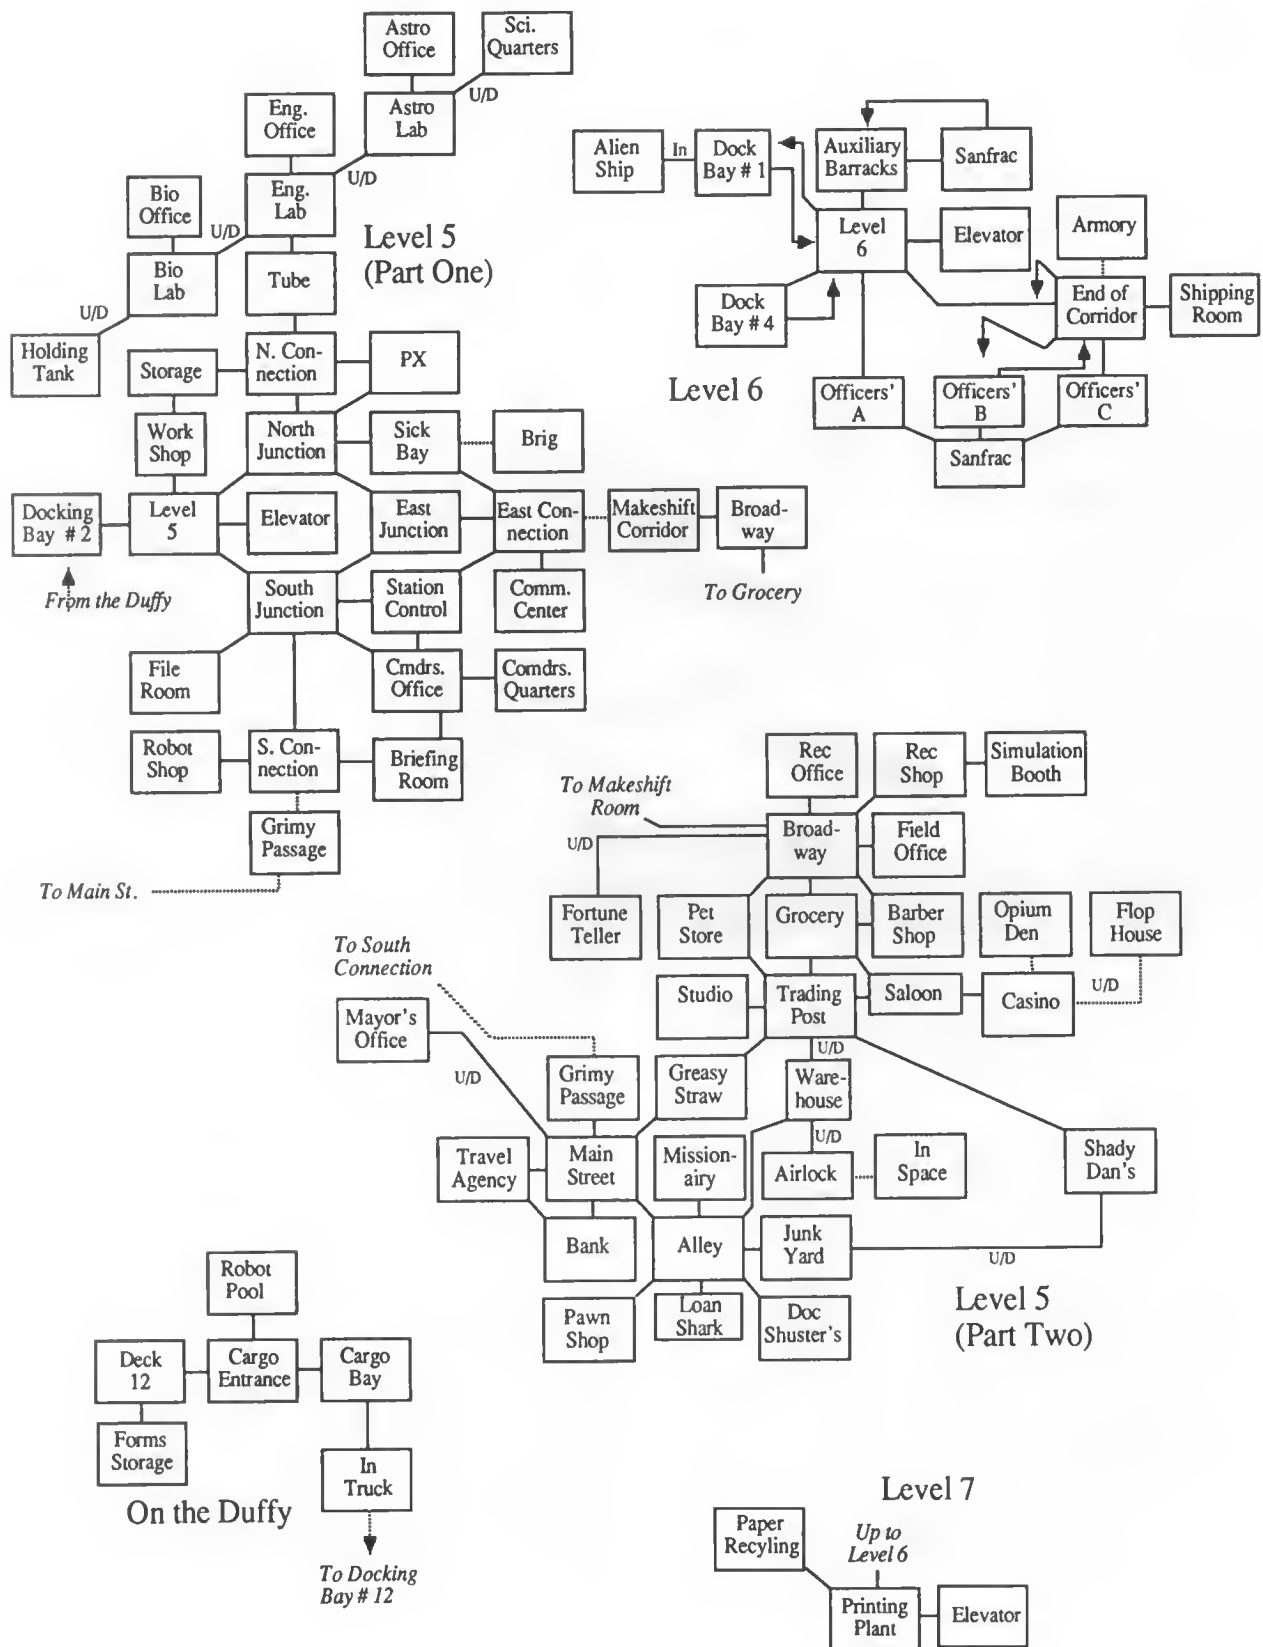 Astro
Office
Sci.
Quarters
U/D
Astro
Lab
Eng.
Office
U/D
Eng.
Lab
Bio
Office
U/D
Bio
Lab
Tube
Level 5
(Part One)
U/D
Holding
Tank
Storage
N. Con-
nection
PX
Work
Shop
North
Junction
Sick
Bay
Brig
Docking
Bay # 2
Level
5
Elevator
East
Junction
East Con-
nection
Makeshift
Corridor
Broad-
way
To Grocery
From the Duffy
South
Junction
Station
Control
Comm.
Center
File
Room
Cmdrs.
Office
Comdrs.
Quarters
Robot
Shop
S. Con-
nection
Briefing
Room
Grimy
Passage
To Main St.
Alien
Ship
In
Dock
Bay # 1
Auxiliary
Barracks
Sanfrac
Level
6
Elevator
Armory
Dock
Bay # 4
End of
Corridor
Shipping
Room
Level 6
Officers'
A
Officers'
B
Officers'
C
Sanfrac
Rec
Office
Rec
Shop
Simulation
Booth
To Makeshift
Room
U/D
Broad-
way
Field
Office
Fortune
Teller
Pet
Store
Grocery
Barber
Shop
Opium
Den
Flop
House
To South
Connection
Studio
Trading
Post
Saloon
Casino
U/D
Mayor's
Office
U/D
U/D
Grimy
Passage
Greasy
Straw
Ware-
house
U/D
Travel
Agency
Main
Street
Mission-
airy
Airlock
In
Space
Shady
Dan's
Bank
Alley
Junk
Yard
U/D
Pawn
Shop
Loan
Shark
Doc
Shuster's
Level 5
(Part Two)
Robot
Pool
Deck
12
Cargo
Entrance
Cargo
Bay
Forms
Storage
In
Truck
On the Duffy
To Docking
Bay # 12
Level 7
Paper
Recyling
Up to
Level 6
Printing
Plant
Elevator